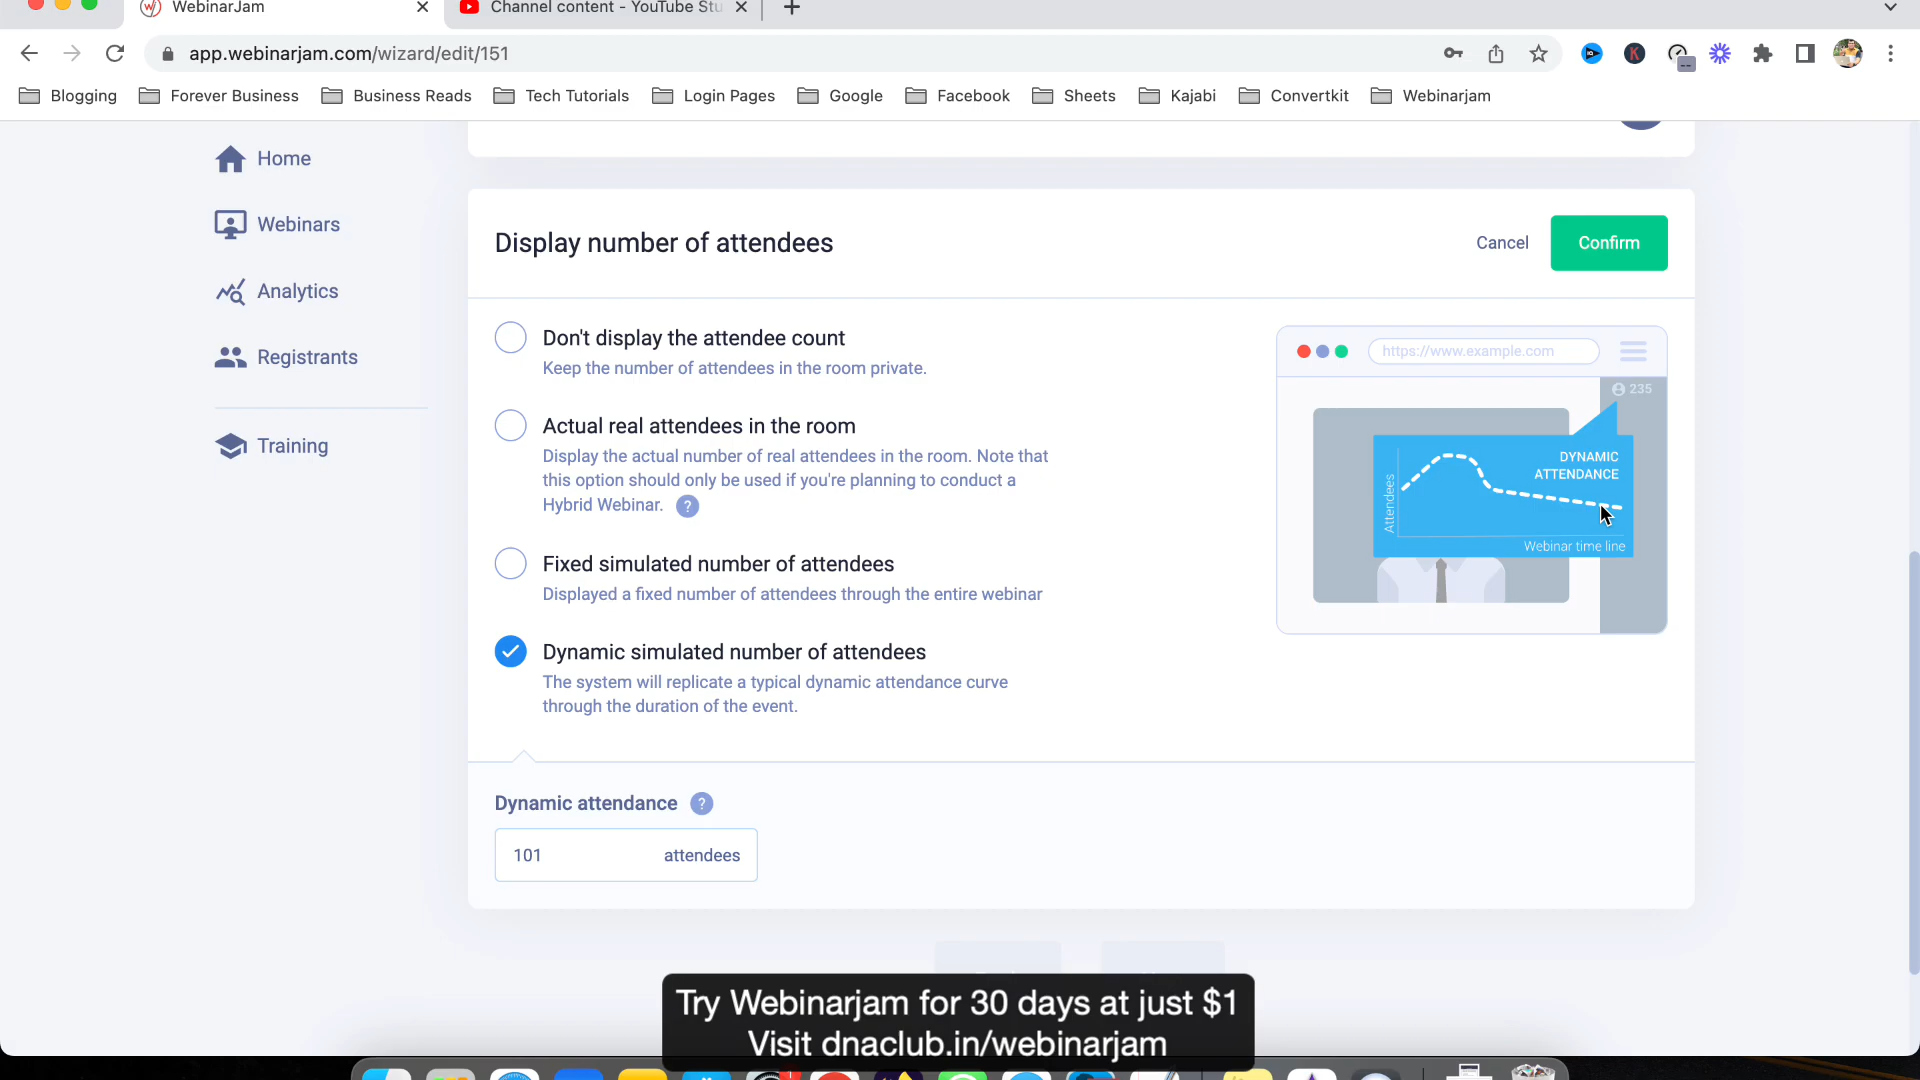 WebinarJam
Channel content - YouTube Stu
app.webinarjam.com/wizard/edit/151
Blogging
Forever Business
Business Reads
Tech Tutorials
Login Pages
Google
Facebook
Sheets
Kajabi
Convertkit
Webinarjam
Home
Webinars
Analytics
Registrants
Training
Display number of attendees
Cancel
Confirm
Don't display the attendee count
Keep the number of attendees in the room private.
Actual real attendees in the room
Display the actual number of real attendees in the room. Note that
this option should only be used if you're planning to conduct a
Hybrid Webinar. ?
Fixed simulated number of attendees
Displayed a fixed number of attendees through the entire webinar
Dynamic simulated number of attendees
The system will replicate a typical dynamic attendance curve
through the duration of the event.
https://www.example.com
235
DYNAMIC
ATTENDANCE
Attendees
Webinar time line
Dynamic attendance ?
101 attendees
Try Webinarjam for 30 days at just $1
Visit dnaclub.in/webinarjam